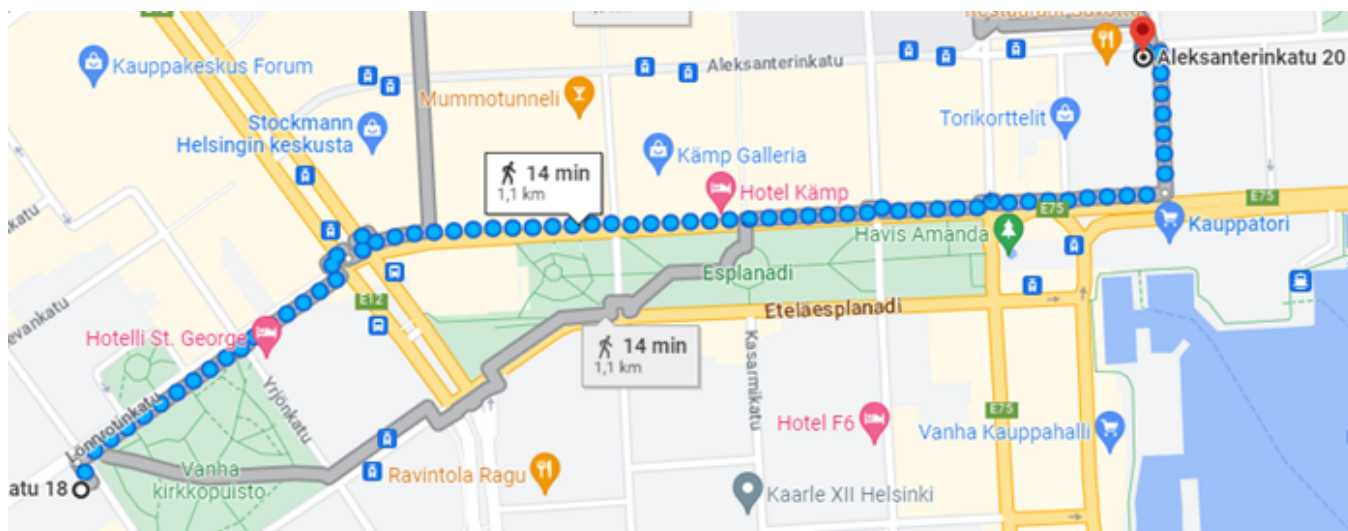 Aleksanterinkatu 20
Kauppakeskus Forum
Aleksanterinkatu
Mummotunneli
Torikorttelit
Stockmann
Helsingin keskusta
Kämp Galleria
14 min
1,1 km
Hotel Kämp
E75
E75
Kauppatori
Havis Amanda
Esplanadi
E12
Eteläesplanadi
Hotelli St. George
14 min
1,1 km
Kasarmikatu
Yrjönkatu
Lönnrotinkatu
E75
Hotel F6
Vanha Kauppahalli
Vanha
kirkkopuisto
Ravintola Ragu
Kaarle XII Helsinki
atu 18